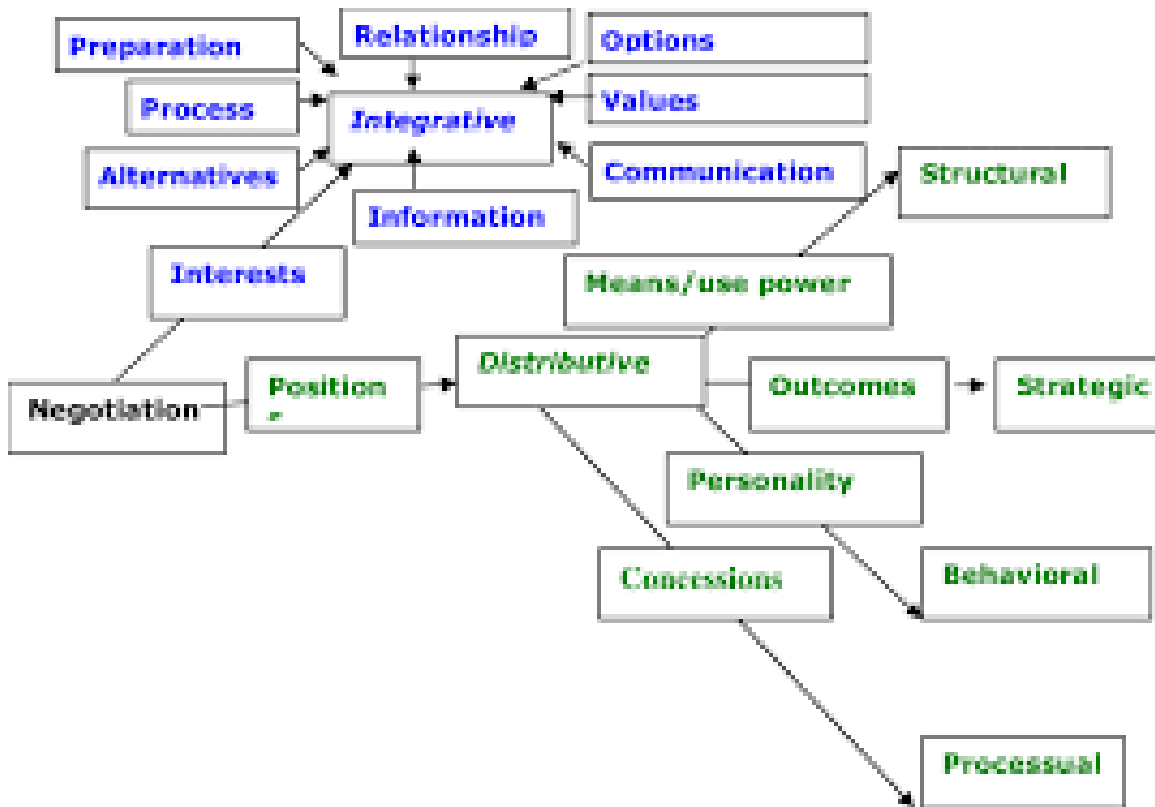 Preparation
Relationship
Options
Process
Integrative
Values
Alternatives
Information
Communication
Structural
Interests
Means/use power
Negotiation
Position
Distributive
Outcomes
Strategic
Personality
Concessions
Behavioral
Processual